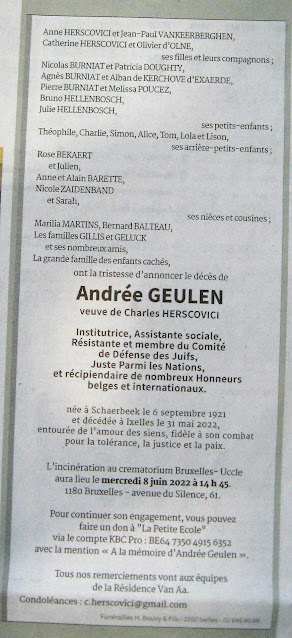 Anne HERSCOVICI et Jean-Paul VANKEERBERGHEN,
Catherine HERSCOVICI et Olivier d'OLNE,
ses filles et leurs compagnons ;
Nicolas BURNIAT et Patricia DOUGHTY,
Agnès BURNIAT et Alban de KERCHOVE d'EXAERDE,
Pierre BURNIAT et Melissa POUCEZ,
Bruno HELLENBOSCH,
Julie HELLENBOSCH,
ses petits-enfants ;
Théophile, Charlie, Simon, Alice, Tom, Lola et Lison,
ses arrière-petits-enfants ;
Rose BEKAERT
et Julien,
Anne et Alain BARETTE,
Nicole ZAIDENBAND
et Sarah,
ses nièces et cousines ;
Marilia MARTINS, Bernard BALTEAU,
Les familles GILLIS et GELUCK
et ses nombreux amis,
La grande famille des enfants cachés,
ont la tristesse d'annoncer le décès de
Andrée GEULEN
veuve de Charles HERSCOVICI
Institutrice, Assistante sociale,
Résistante et membre du Comité
de Défense des Juifs,
Juste Parmi les Nations,
et récipiendaire de nombreux Honneurs
belges et internationaux.
née à Schaerbeek le 6 septembre 1921
et décédée à Ixelles le 31 mai 2022,
entourée de l'amour des siens, fidèle à son combat
pour la tolérance, la justice et la paix.
L'incinération au crematorium Bruxelles- Uccle
aura lieu le mercredi 8 juin 2022 à 14 h 45.
1180 Bruxelles - avenue du Silence, 61.
Pour continuer son engagement, vous pouvez
faire un don à "La Petite Ecole"
via le compte KBC Pro : BE64 7350 4915 6352
avec la mention « A la mémoire d'Andrée Geulen ».
Tous nos remerciements vont aux équipes
de la Résidence Van Aa.
Condoléances : c.herscovici@gmail.com
Funérailles H. Bouvy & Fils - 1050 Ixelles - 02